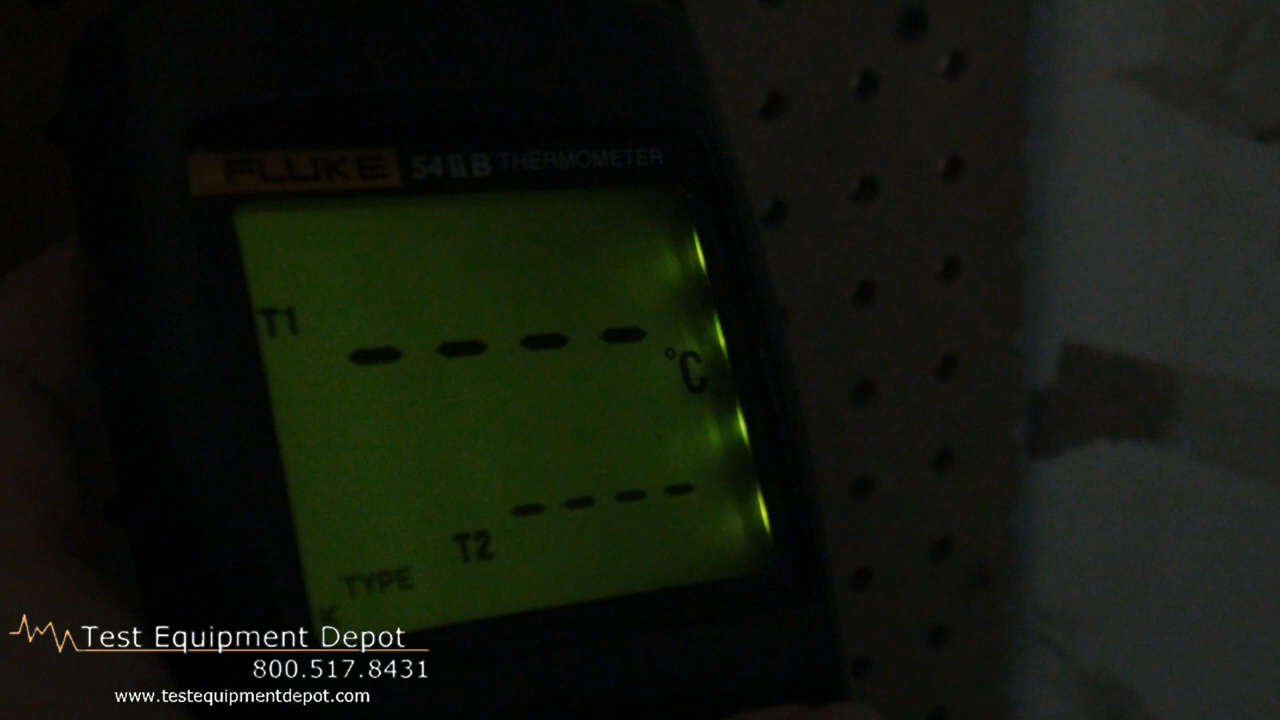 FLUKE 54 II B THERMOMETER
T1 ---- °C
T2 ----
TYPE
K
Test Equipment Depot
800.517.8431
www.testequipmentdepot.com